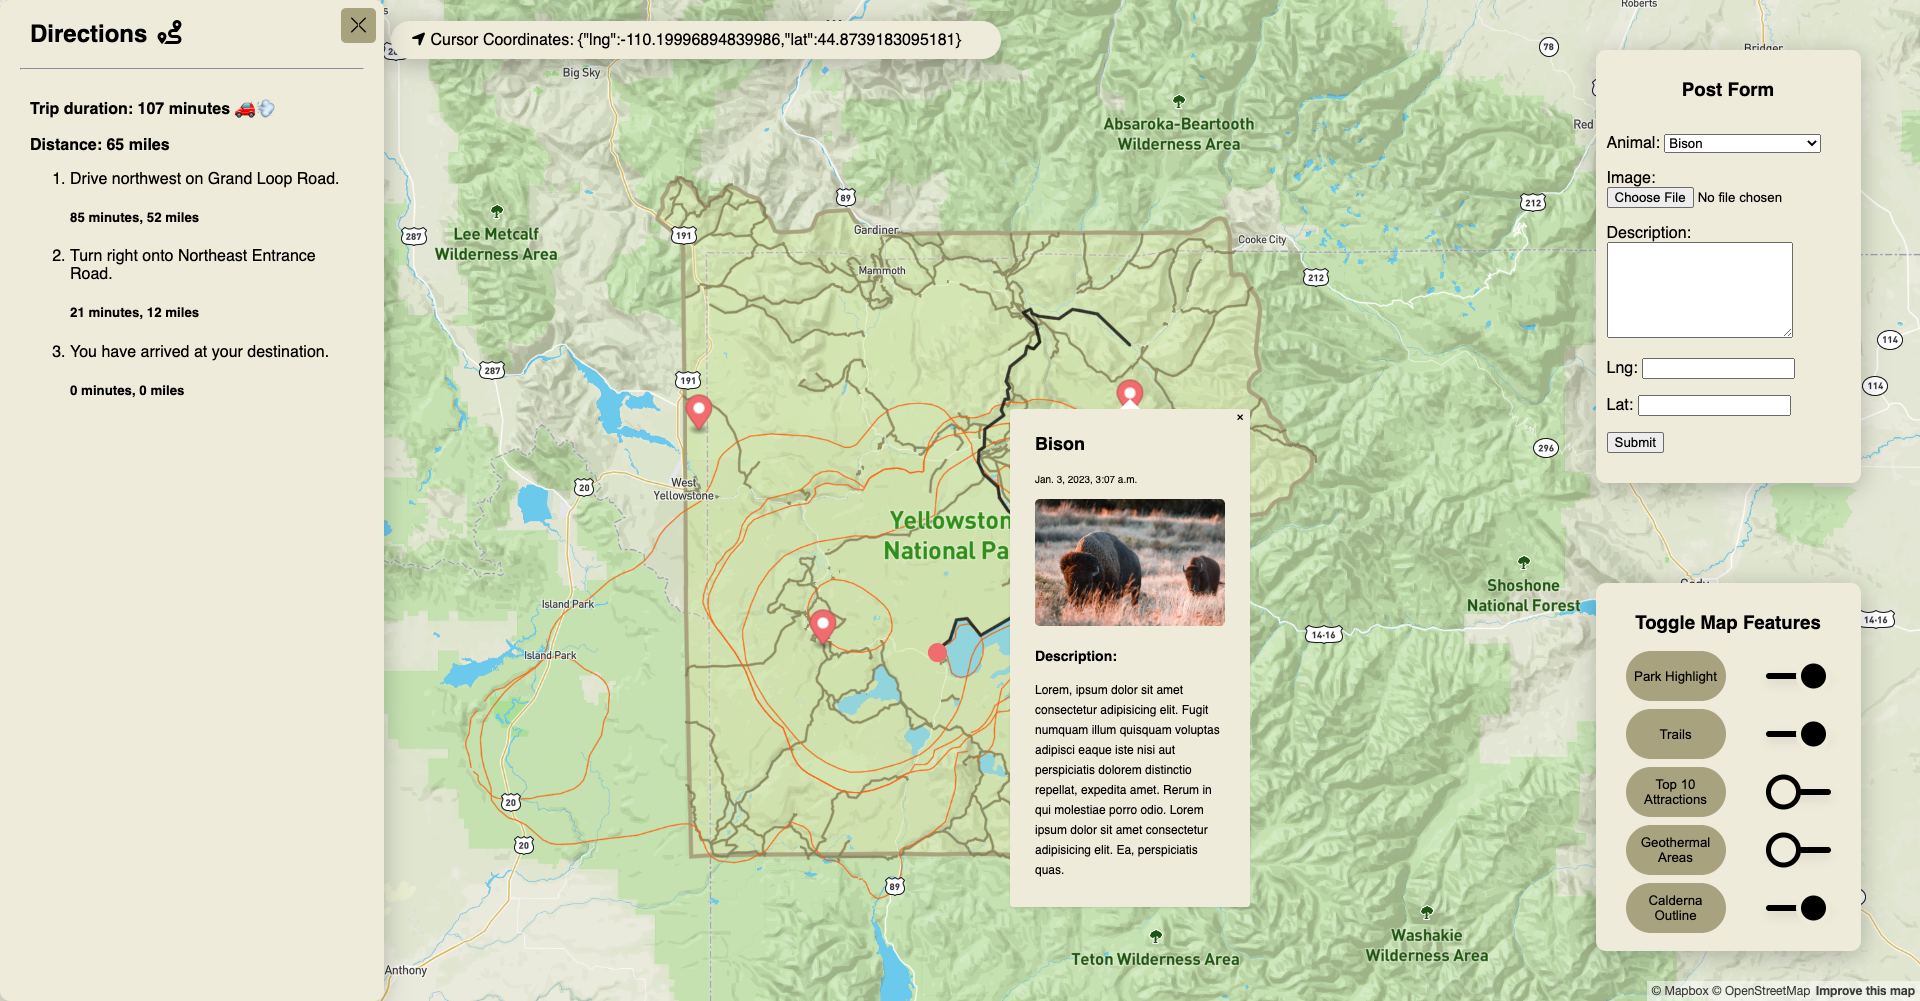 Directions
Trip duration: 107 minutes 🚗💨
Distance: 65 miles
1. Drive northwest on Grand Loop Road.
85 minutes, 52 miles
2. Turn right onto Northeast Entrance
Road.
21 minutes, 12 miles
3. You have arrived at your destination.
0 minutes, 0 miles
Cursor Coordinates: {"lng":-110.19996894839986,"lat":44.8739183095181}
Big Sky
Roberts
78
Bridger
Absaroka-Beartooth
Wilderness Area
Red
89
212
191
Gardiner
287
Lee Metcalf
Wilderness Area
Cooke City
Mammoth
212
287
191
114
114
296
20
West
Yellowstone
Yellowston
National Pa
Shoshone
National Forest
Island Park
14-16
14-16
Island Park
20
20
89
Washakie
Wilderness Area
Teton Wilderness Area
Anthony
×
Bison
Jan. 3, 2023, 3:07 a.m.
Description:
Lorem, ipsum dolor sit amet
consectetur adipisicing elit. Fugit
numquam illum quisquam voluptas
adipisci eaque iste nisi aut
perspiciatis dolorem distinctio
repellat, expedita amet. Rerum in
qui molestiae porro odio. Lorem
ipsum dolor sit amet consectetur
adipisicing elit. Ea, perspiciatis
quas.
Post Form
Animal: Bison
Image:
Choose File No file chosen
Description:
Lng:
Lat:
Submit
Toggle Map Features
Park Highlight
Trails
Top 10
Attractions
Geothermal
Areas
Calderna
Outline
© Mapbox © OpenStreetMap Improve this map